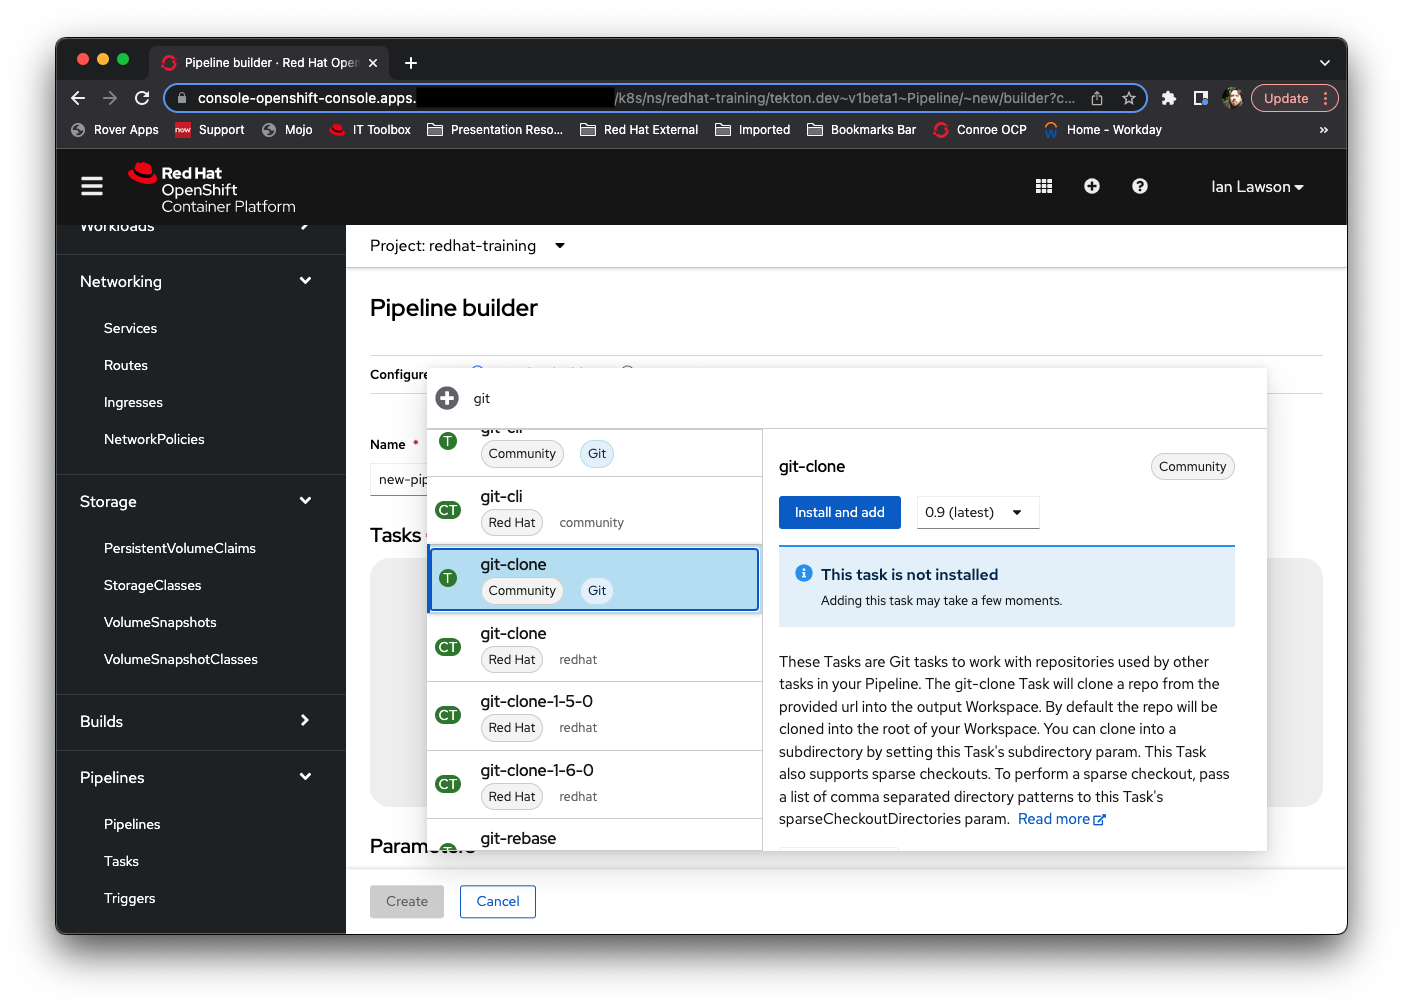 Pipeline builder · Red Hat Open
console-openshift-console.apps. /k8s/ns/redhat-training/tekton.dev~v1beta1~Pipeline/~new/builder?c...
Update
Rover Apps
new
Support
Mojo
IT Toolbox
Presentation Reso...
Red Hat External
Imported
Bookmarks Bar
Conroe OCP
Home - Workday
»
Red Hat
OpenShift
Container Platform
Ian Lawson
Workloads
Networking
Services
Routes
Ingresses
NetworkPolicies
Storage
PersistentVolumeClaims
StorageClasses
VolumeSnapshots
VolumeSnapshotClasses
Builds
Pipelines
Pipelines
Tasks
Triggers
Project: redhat-training
Pipeline builder
Configure
Name *
new-pip
Tasks
Parameters
Create
Cancel
git
git-cli
T
Community
Git
git-cli
CT
Red Hat
community
git-clone
T
Community
Git
git-clone
CT
Red Hat
redhat
git-clone-1-5-0
CT
Red Hat
redhat
git-clone-1-6-0
CT
Red Hat
redhat
git-rebase
T
git-clone
Community
Install and add
0.9 (latest)
This task is not installed
Adding this task may take a few moments.
These Tasks are Git tasks to work with repositories used by other
tasks in your Pipeline. The git-clone Task will clone a repo from the
provided url into the output Workspace. By default the repo will be
cloned into the root of your Workspace. You can clone into a
subdirectory by setting this Task's subdirectory param. This Task
also supports sparse checkouts. To perform a sparse checkout, pass
a list of comma separated directory patterns to this Task's
sparseCheckoutDirectories param. Read more